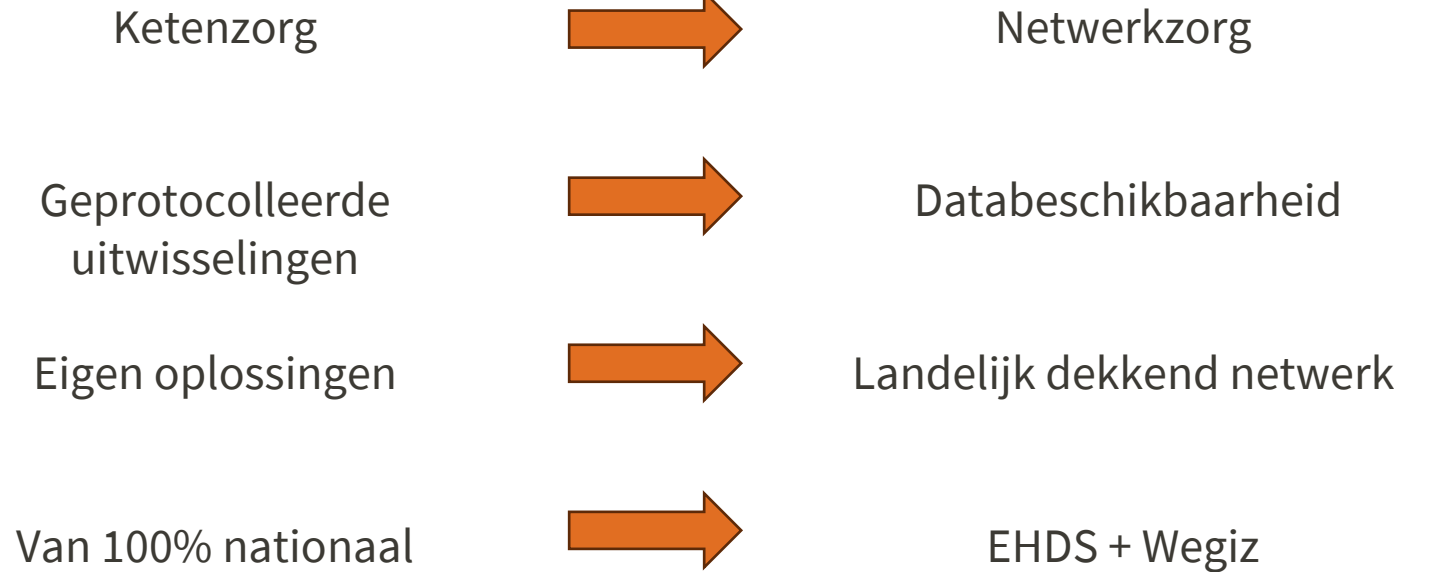 Ketenzorg
Netwerkzorg
Geprotocolleerde
uitwisselingen
Databeschikbaarheid
Eigen oplossingen
Landelijk dekkend netwerk
Van 100% nationaal
EHDS + Wegiz